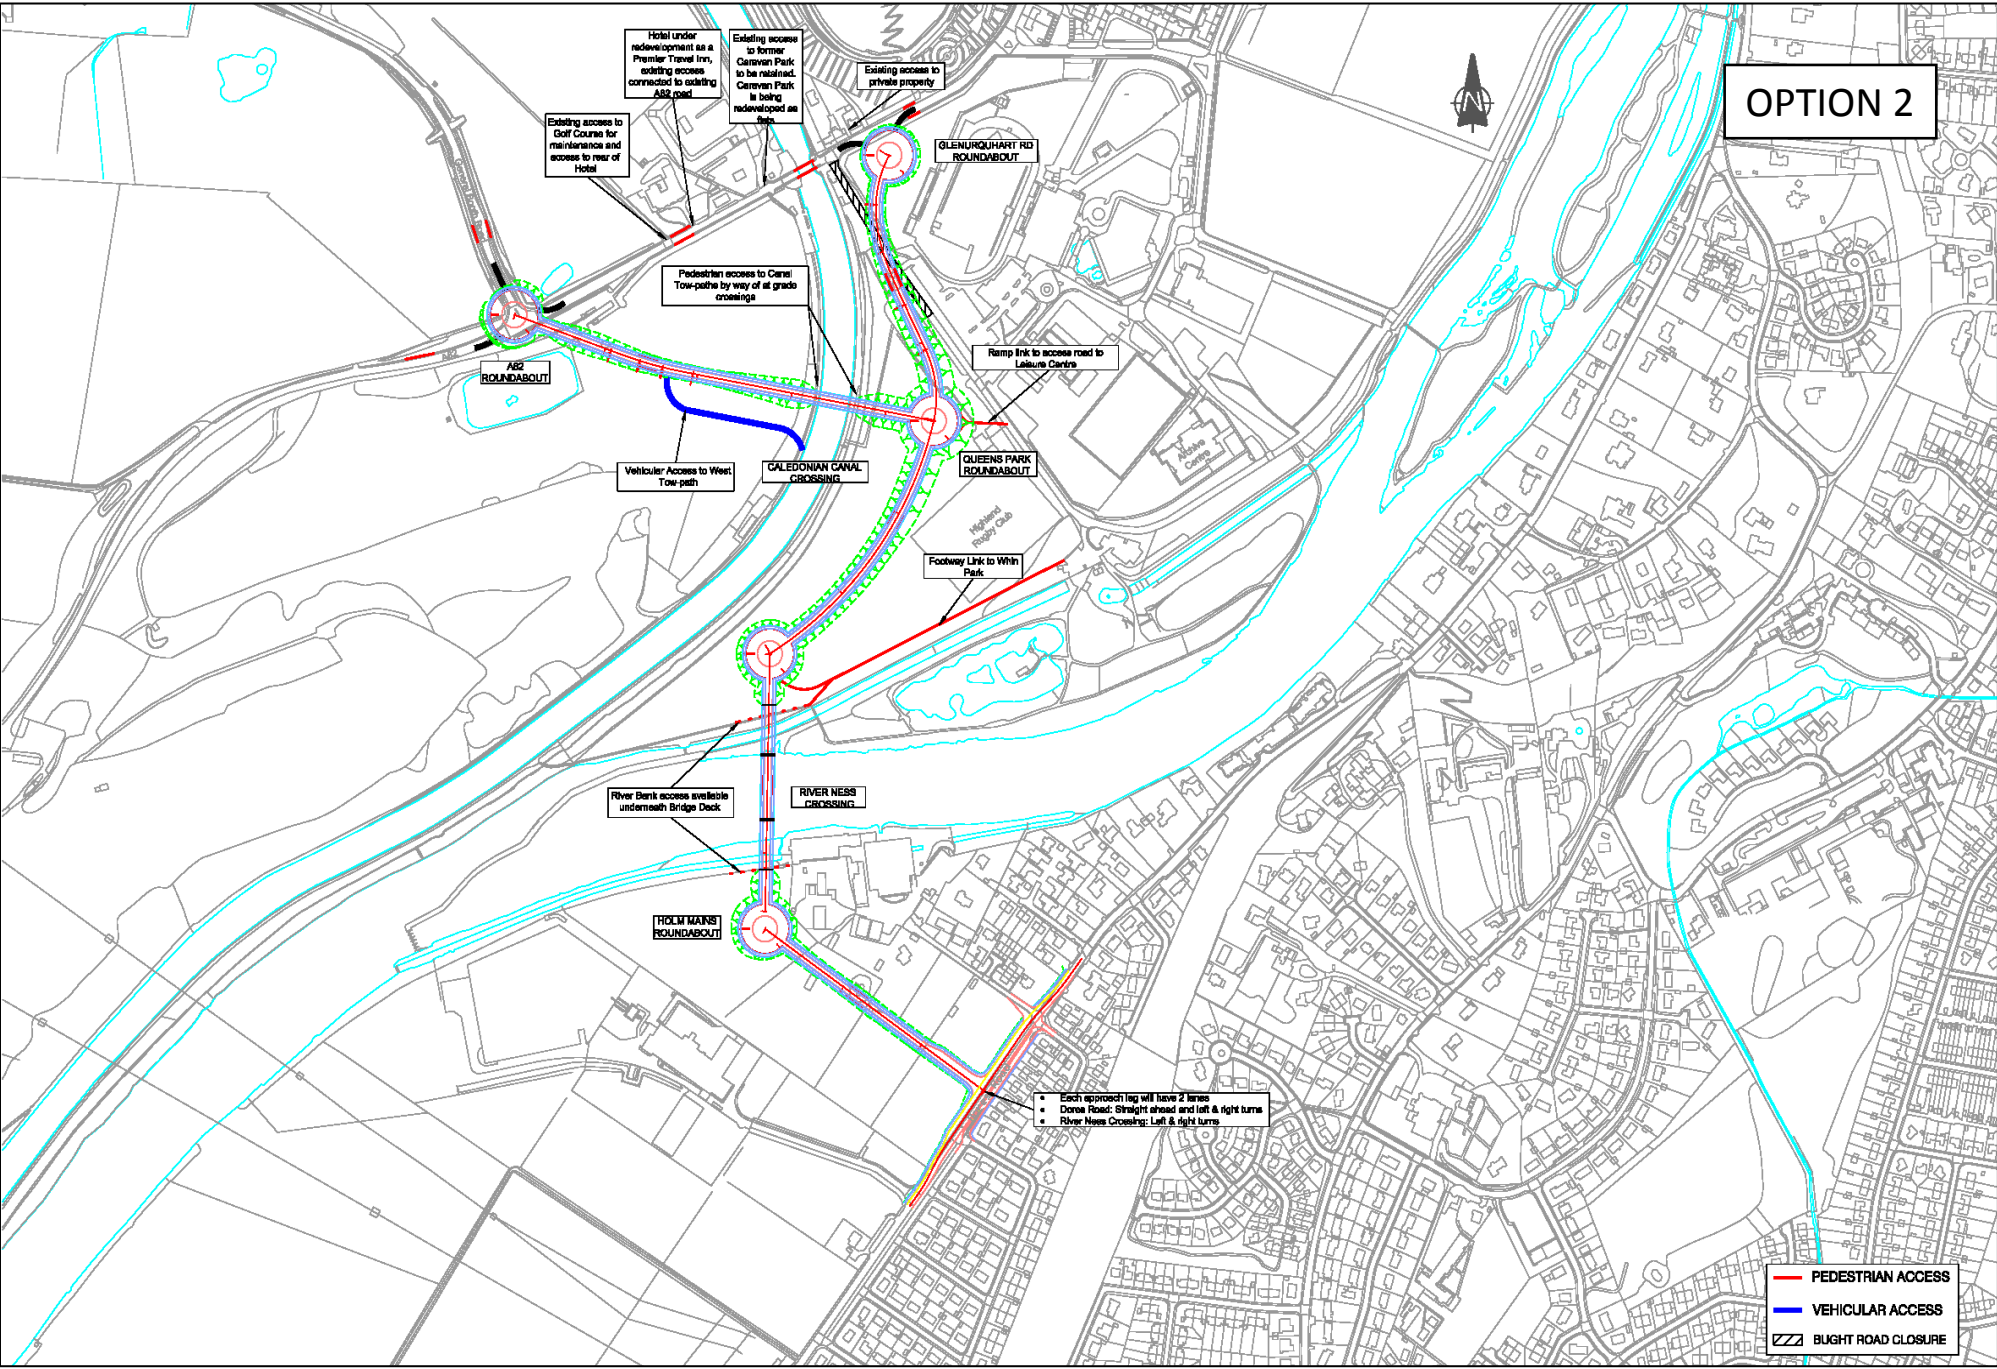 OPTION 2
Hotel under
redevelopment as a
Premier Travel Inn,
existing access
connected to existing
A82 road
Existing access
to former
Caravan Park
to be retained.
Caravan Park
is being
redeveloped as
flats
Existing access to
private property
Existing access to
Golf Course for
maintenance and
access to rear of
Hotel
GLENURQUHART RD
ROUNDABOUT
N
General Booth Road
Pedestrian access to Canal
Tow-paths by way of at grade
crossings
A82
A82
ROUNDABOUT
Ramp link to access road to
Leisure Centre
Vehicular Access to West
Tow-path
CALEDONIAN CANAL
CROSSING
QUEENS PARK
ROUNDABOUT
Archive
Centre
Highland
Rugby Club
Footway Link to Whin
Park
River Bank access available
underneath Bridge Deck
RIVER NESS
CROSSING
HOLM MAINS
ROUNDABOUT
• Each approach leg will have 2 lanes
• Dores Road: Straight ahead and left & right turns
• River Ness Crossing: Left & right turns
PEDESTRIAN ACCESS
VEHICULAR ACCESS
BUGHT ROAD CLOSURE